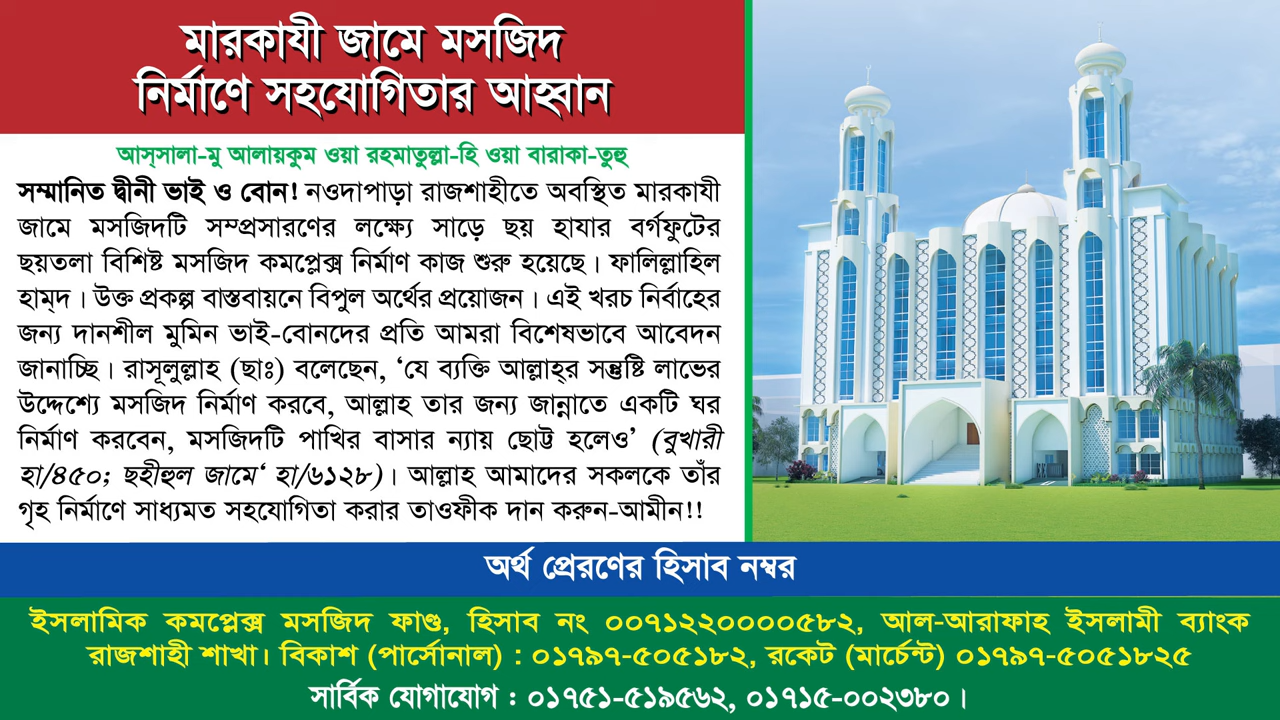 মারকাযী জামে মসজিদ
নির্মাণে সহযোগিতার আহ্বান
আস্সালা-মু আলায়কুম ওয়া রহমাতুল্লা-হি ওয়া বারাকা-তুহু
সম্মানিত দ্বীনী ভাই ও বোন! নওদাপাড়া রাজশাহীতে অবস্থিত মারকাযী
জামে মসজিদটি সম্প্রসারণের লক্ষ্যে সাড়ে ছয় হাযার বর্গফুটের
ছয়তলা বিশিষ্ট মসজিদ কমপ্লেক্স নির্মাণ কাজ শুরু হয়েছে। ফালিল্লাহিল
হাম্দ। উক্ত প্রকল্প বাস্তবায়নে বিপুল অর্থের প্রয়োজন। এই খরচ নির্বাহের
জন্য দানশীল মুমিন ভাই-বোনদের প্রতি আমরা বিশেষভাবে আবেদন
জানাচ্ছি। রাসূলুল্লাহ (ছাঃ) বলেছেন, ‘যে ব্যক্তি আল্লাহ্র সন্তুষ্টি লাভের
উদ্দেশ্যে মসজিদ নির্মাণ করবে, আল্লাহ তার জন্য জান্নাতে একটি ঘর
নির্মাণ করবেন, মসজিদটি পাখির বাসার ন্যায় ছোট্ট হলেও’ (বুখারী
হা/৪৫০; ছহীহুল জামে‘ হা/৬১২৮)। আল্লাহ আমাদের সকলকে তাঁর
গৃহ নির্মাণে সাধ্যমত সহযোগিতা করার তাওফীক দান করুন-আমীন!!
অর্থ প্রেরণের হিসাব নম্বর
ইসলামিক কমপ্লেক্স মসজিদ ফাণ্ড, হিসাব নং ০০৭১২২০০০০৫৮২, আল-আরাফাহ ইসলামী ব্যাংক
রাজশাহী শাখা। বিকাশ (পার্সোনাল) : ০১৭৯৭-৫০৫১৮২, রকেট (মার্চেন্ট) ০১৭৯৭-৫০৫১৮২৫
সার্বিক যোগাযোগ : ০১৭৫১-৫১৯৫৬২, ০১৭১৫-০০২৩৮০।